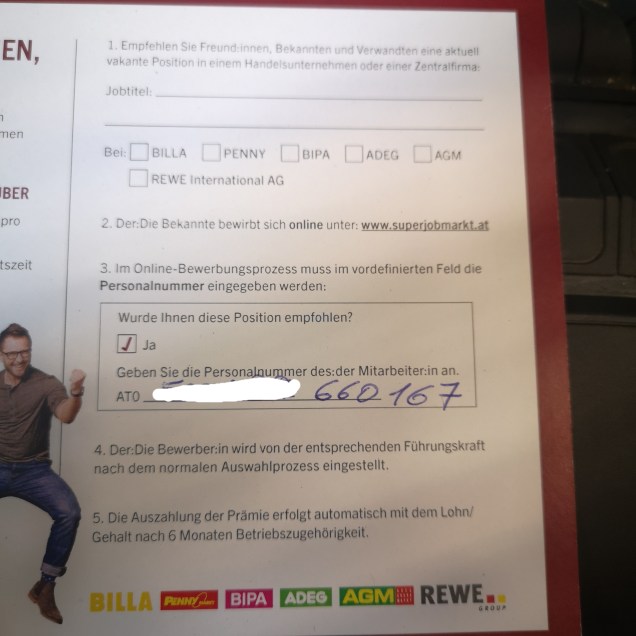 EN,
men
BER
pro
tszeit
1. Empfehlen Sie Freund:innen, Bekannten und Verwandten eine aktuell
vakante Position in einem Handelsunternehmen oder einer Zentralfirma:
Jobtitel:
Bei: BILLA PENNY BIPA ADEG AGM
REWE International AG
2. Der:Die Bekannte bewirbt sich online unter: www.superjobmarkt.at
3. Im Online-Bewerbungsprozess muss im vordefinierten Feld die
Personalnummer eingegeben werden:
Wurde Ihnen diese Position empfohlen?
Ja
Geben Sie die Personalnummer des:der Mitarbeiter:in an.
AT0 660167
4. Der:Die Bewerber:in wird von der entsprechenden Führungskraft
nach dem normalen Auswahlprozess eingestellt.
5. Die Auszahlung der Prämie erfolgt automatisch mit dem Lohn/
Gehalt nach 6 Monaten Betriebszugehörigkeit.
BILLA PENNY BIPA ADEG AGM REWE
GROUP